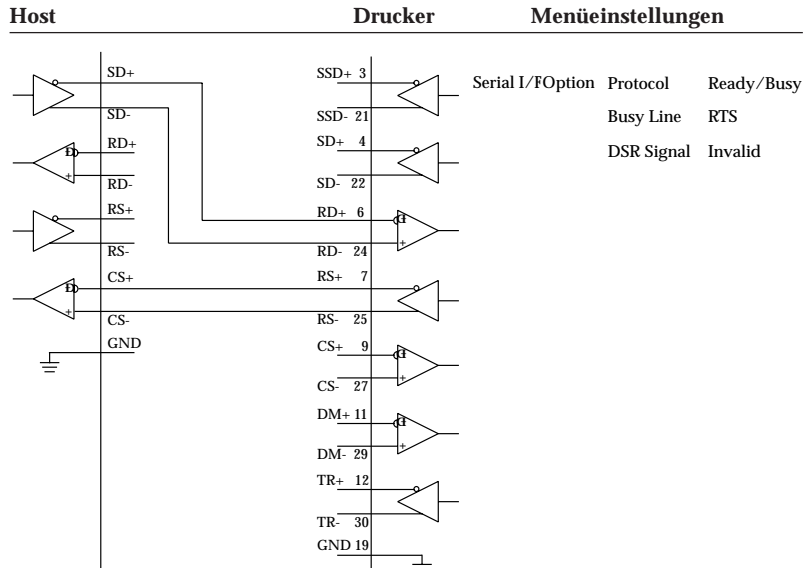 Host Drucker Menüeinstellungen
SD+ SSD+ 3 Serial I/F Option Protocol Ready/Busy
SD- SSD- 21 Busy Line RTS
RD+ SD+ 4 DSR Signal Invalid
RD- SD- 22
RS+ RD+ 6
RS- RD- 24
CS+ RS+ 7
CS- RS- 25
GND CS+ 9
CS- 27
DM+ 11
DM- 29
TR+ 12
TR- 30
GND 19